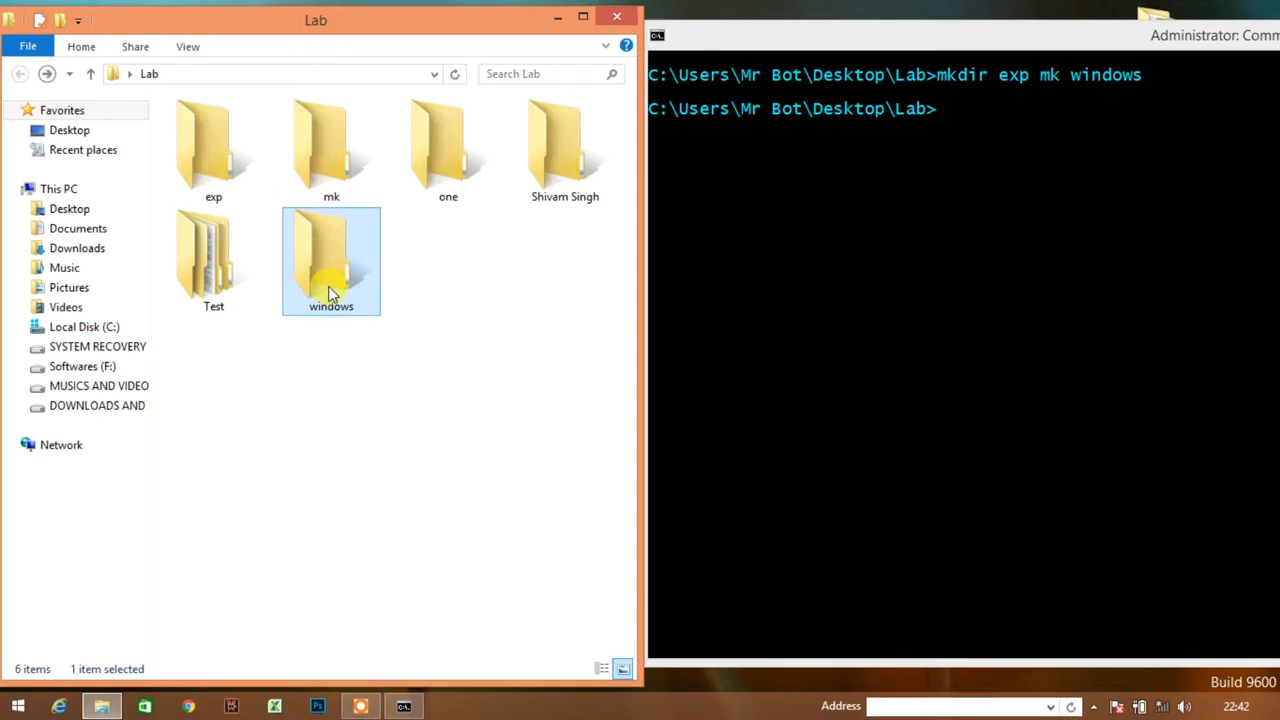 Lab
File Home Share View
Lab
Search Lab
Favorites
Desktop
Recent places
This PC
Desktop
Documents
Downloads
Music
Pictures
Videos
Local Disk (C:)
SYSTEM RECOVERY
Softwares (F:)
MUSICS AND VIDEO
DOWNLOADS AND
Network
exp
mk
one
Shivam Singh
Test
windows
6 items 1 item selected
Administrator: Comm
C:\Users\Mr Bot\Desktop\Lab>mkdir exp mk windows
C:\Users\Mr Bot\Desktop\Lab>
Build 9600
Address
22:42